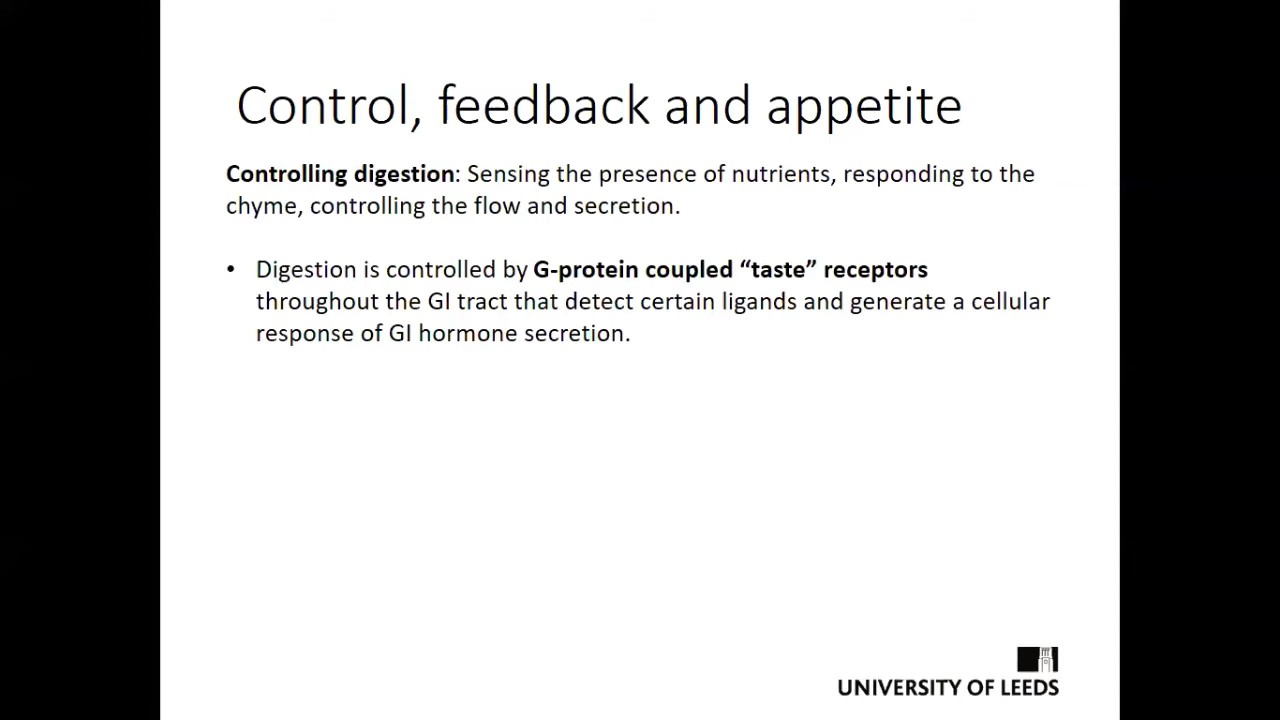 Control, feedback and appetite
Controlling digestion: Sensing the presence of nutrients, responding to the
chyme, controlling the flow and secretion.
• Digestion is controlled by G-protein coupled “taste” receptors
throughout the GI tract that detect certain ligands and generate a cellular
response of GI hormone secretion.
UNIVERSITY OF LEEDS